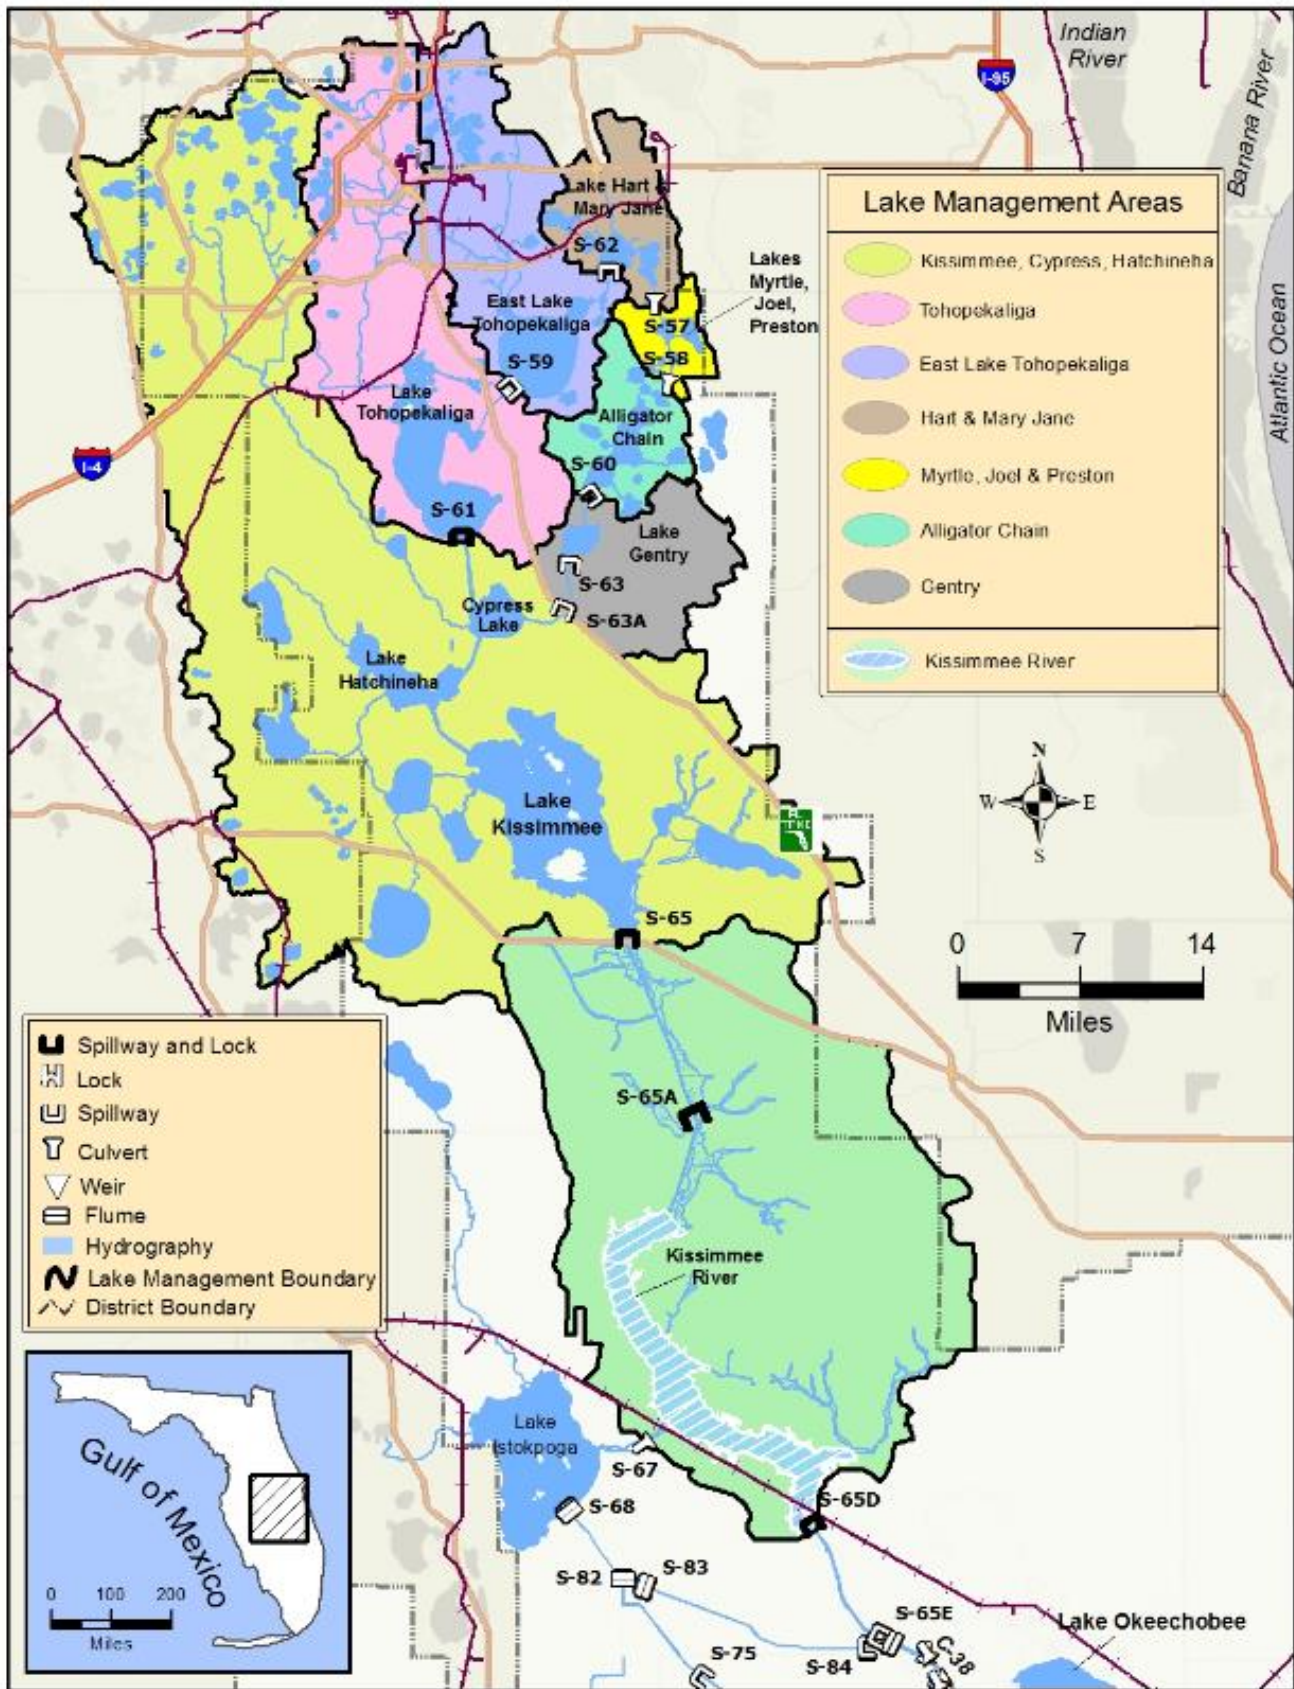 Indian
River
I-95
Banana River
Atlantic Ocean
Lake Management Areas
Kissimmee, Cypress, Hatchineha
Tohopekaliga
East Lake Tohopekaliga
Hart & Mary Jane
Myrtle, Joel & Preston
Alligator Chain
Gentry
Kissimmee River
Lake Hart &
Mary Jane
S-62
Lakes
Myrtle,
Joel,
Preston
S-57
S-58
East Lake
Tohopekaliga
S-59
Lake
Tohopekaliga
Alligator
Chain
S-60
I-4
S-61
Lake
Gentry
S-63
S-63A
Cypress
Lake
Lake
Hatchineha
Lake
Kissimmee
N
W
E
S
S-65
0 7 14
Miles
Spillway and Lock
Lock
Spillway
Culvert
Weir
Flume
Hydrography
Lake Management Boundary
District Boundary
S-65A
Kissimmee
River
Gulf of Mexico
0 100 200
Miles
Lake
Istokpoga
S-67
S-68
S-65D
S-82
S-83
S-65E
S-84
C-38
S-75
Lake Okeechobee